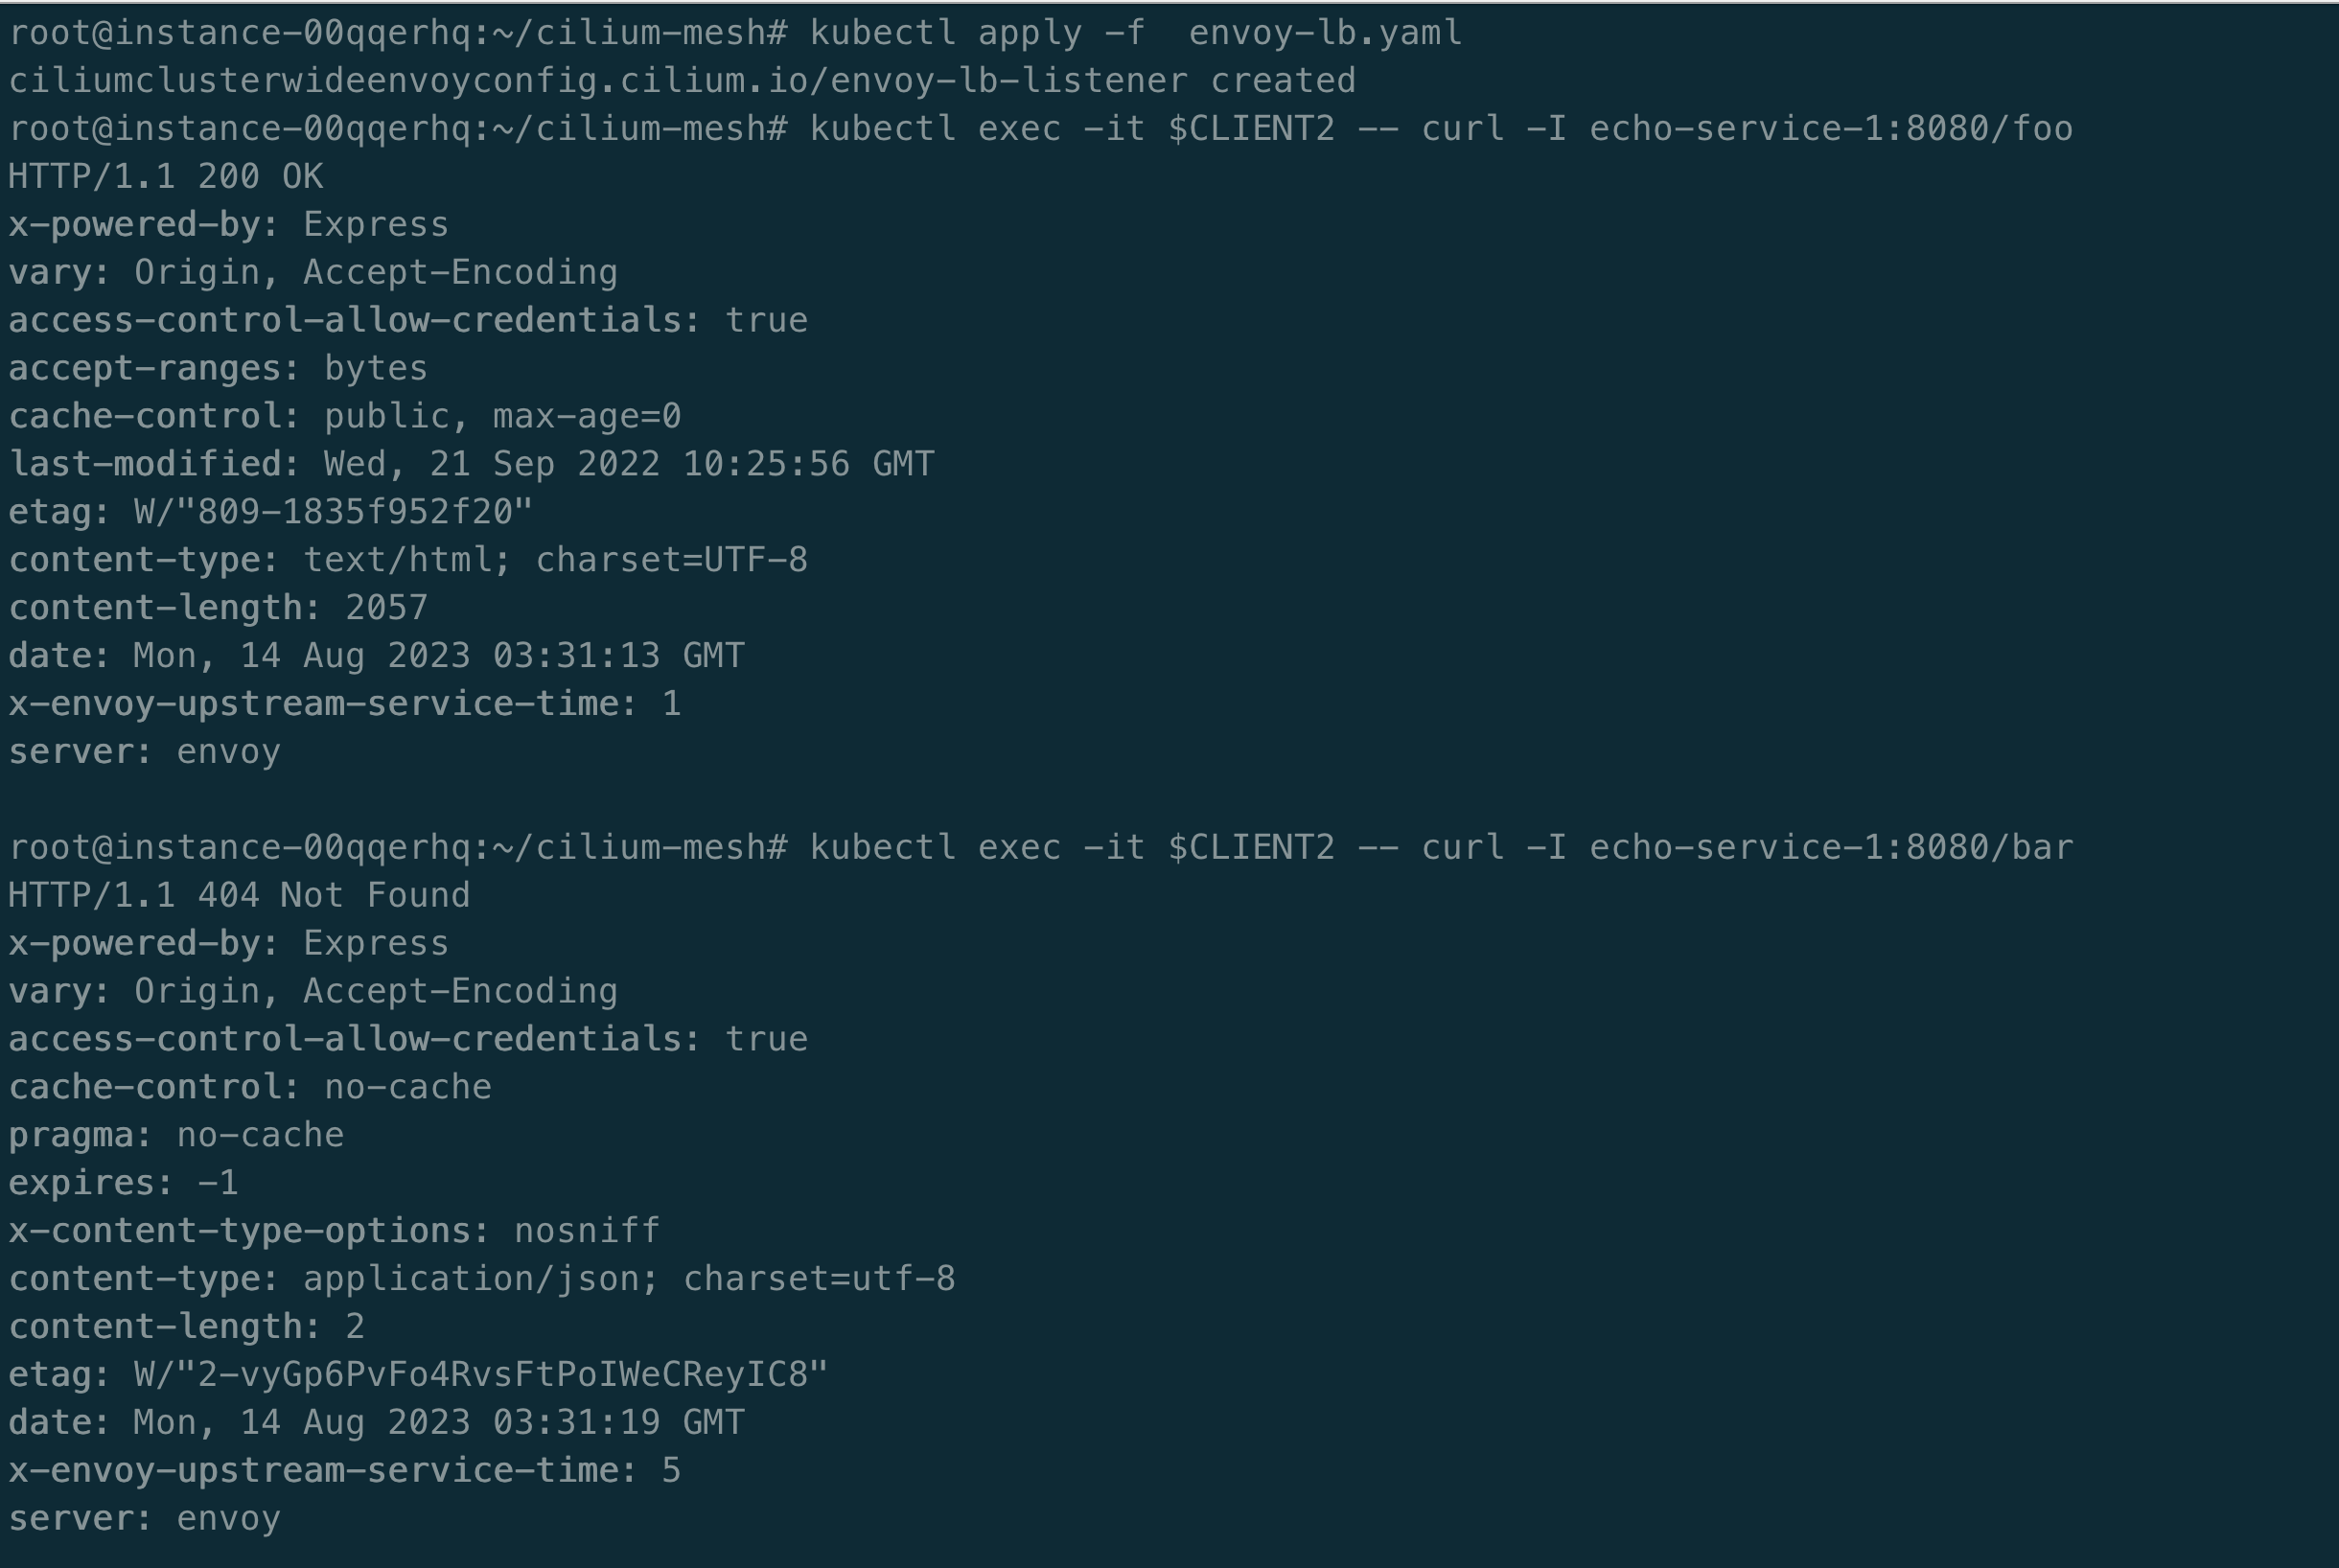 root@instance-00qqerhq:~/cilium-mesh# kubectl apply -f  envoy-lb.yaml
ciliumclusterwideenvoyconfig.cilium.io/envoy-lb-listener created
root@instance-00qqerhq:~/cilium-mesh# kubectl exec -it $CLIENT2 -- curl -I echo-service-1:8080/foo
HTTP/1.1 200 OK
x-powered-by: Express
vary: Origin, Accept-Encoding
access-control-allow-credentials: true
accept-ranges: bytes
cache-control: public, max-age=0
last-modified: Wed, 21 Sep 2022 10:25:56 GMT
etag: W/"809-1835f952f20"
content-type: text/html; charset=UTF-8
content-length: 2057
date: Mon, 14 Aug 2023 03:31:13 GMT
x-envoy-upstream-service-time: 1
server: envoy
root@instance-00qqerhq:~/cilium-mesh# kubectl exec -it $CLIENT2 -- curl -I echo-service-1:8080/bar
HTTP/1.1 404 Not Found
x-powered-by: Express
vary: Origin, Accept-Encoding
access-control-allow-credentials: true
cache-control: no-cache
pragma: no-cache
expires: -1
x-content-type-options: nosniff
content-type: application/json; charset=utf-8
content-length: 2
etag: W/"2-vyGp6PvFo4RvsFtPoIWeCReyIC8"
date: Mon, 14 Aug 2023 03:31:19 GMT
x-envoy-upstream-service-time: 5
server: envoy